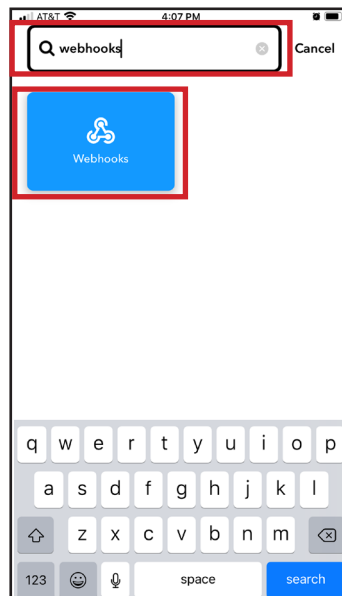 AT&T 4:07 PM
webhooks Cancel
Webhooks
q w e r t y u i o p
a s d f g h j k l
z x c v b n m
123 space search